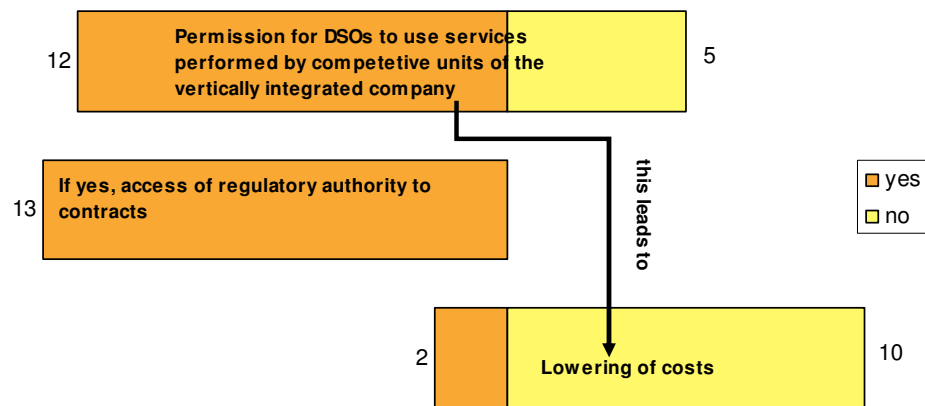 12
Permission for DSOs to use services
performed by competetive units of the
vertically integrated company
5
If yes, access of regulatory authority to
contracts
13
this leads to
yes
no
2
Lowering of costs
10